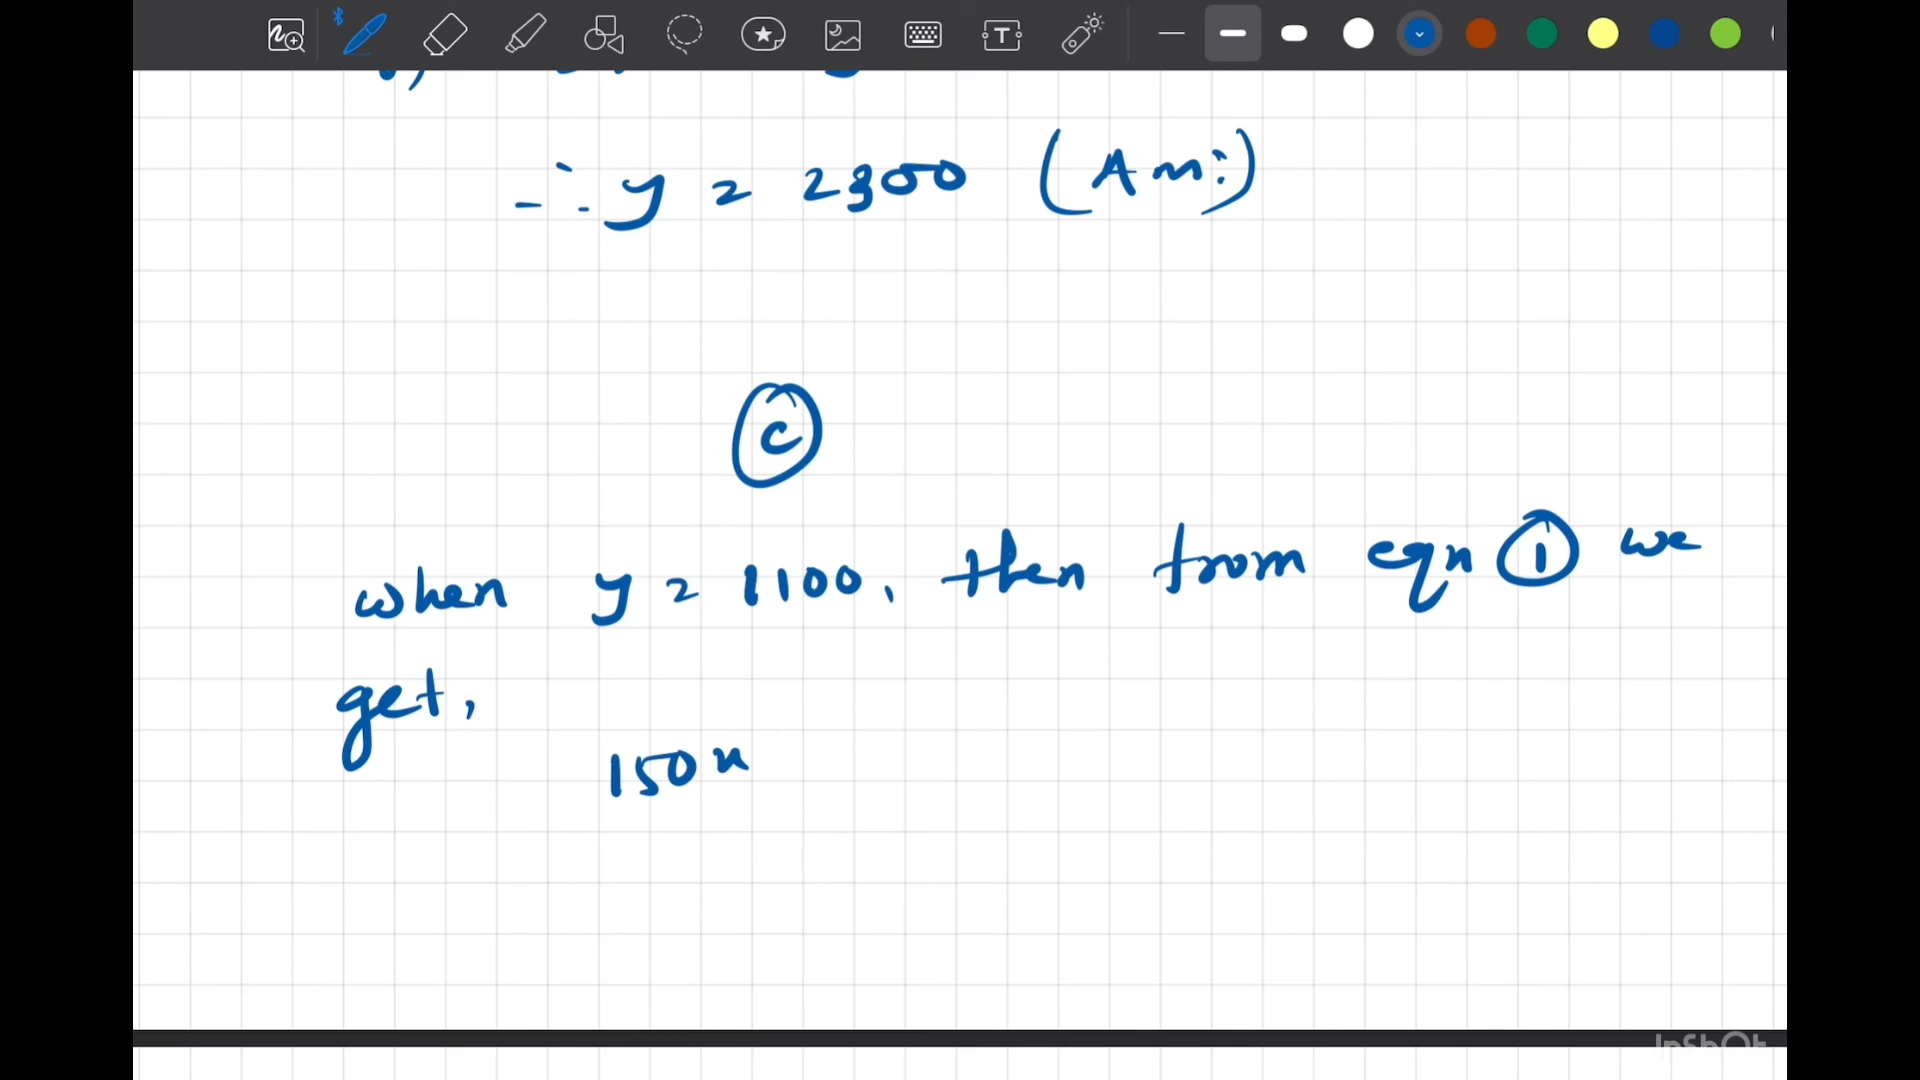 ∴ y = 2300 (Ans:)
c
when y = 1100, then from eqn 1 we
get,
150x